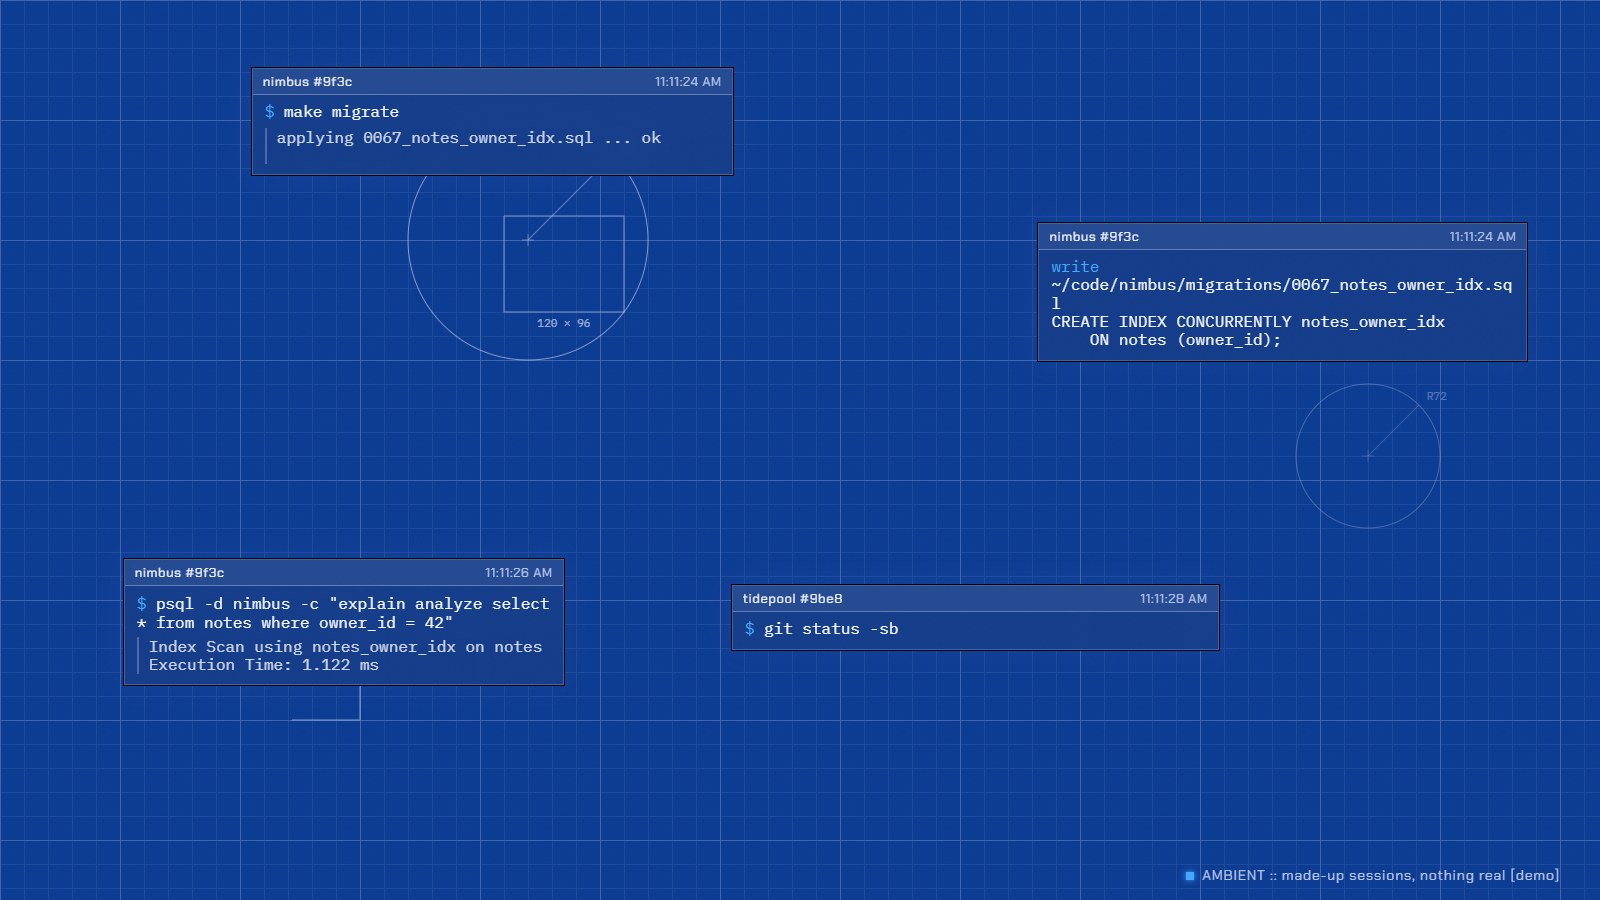 nimbus #9f3c 11:11:24 AM
$ make migrate
applying 0067_notes_owner_idx.sql ... ok
120 × 96
nimbus #9f3c 11:11:24 AM
write
~/code/nimbus/migrations/0067_notes_owner_idx.sq
l
CREATE INDEX CONCURRENTLY notes_owner_idx
    ON notes (owner_id);
R72
nimbus #9f3c 11:11:26 AM
$ psql -d nimbus -c "explain analyze select
* from notes where owner_id = 42"
Index Scan using notes_owner_idx on notes
Execution Time: 1.122 ms
tidepool #9be8 11:11:28 AM
$ git status -sb
AMBIENT :: made-up sessions, nothing real [demo]